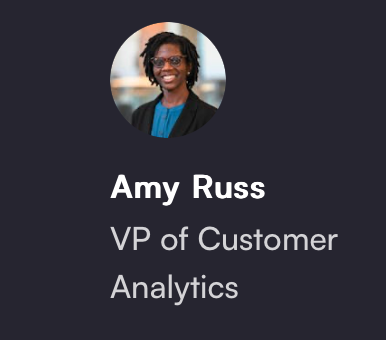 Amy Russ
VP of Customer
Analytics